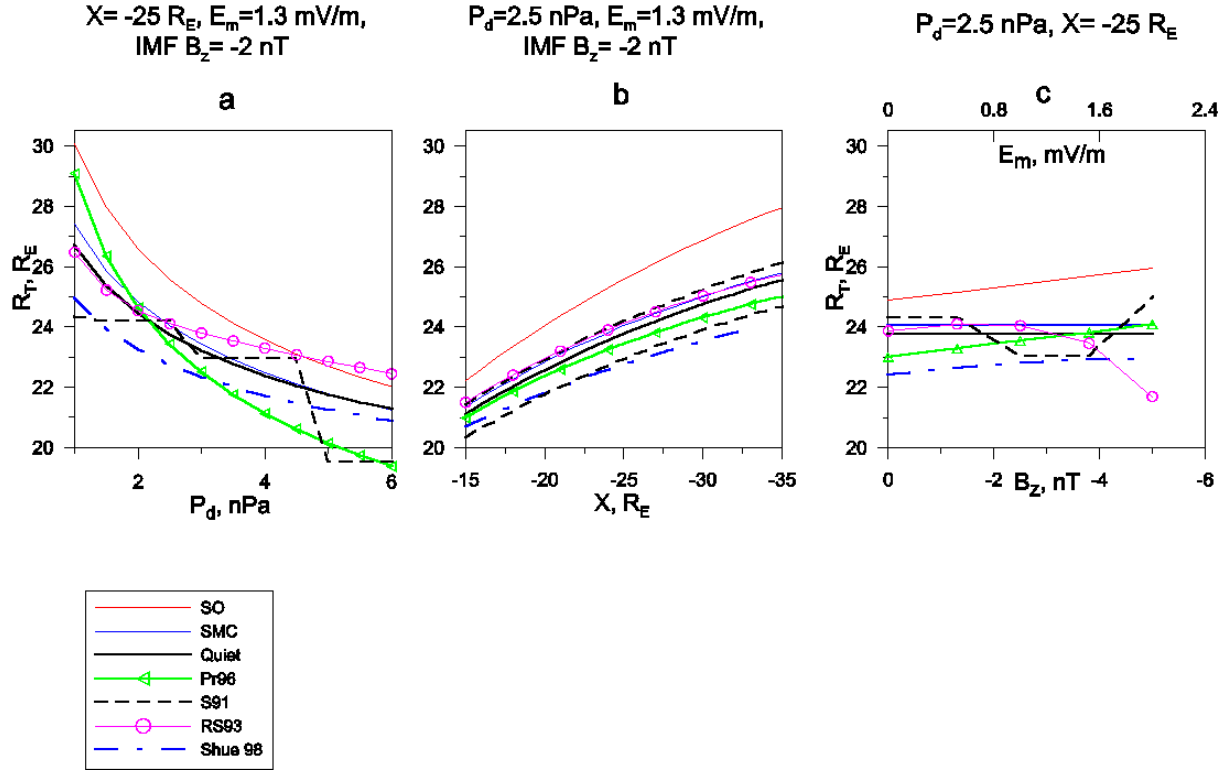 X= -25 R_E, E_m=1.3 mV/m,
IMF B_z= -2 nT
P_d=2.5 nPa, E_m=1.3 mV/m,
IMF B_z= -2 nT
P_d=2.5 nPa, X= -25 R_E
a
b
c
0 0.8 1.6 2.4
E_m, mV/m
30
28
26
24
22
20
R_T, R_E
2 4 6
P_d, nPa
30
28
26
24
22
20
-15 -20 -25 -30 -35
X, R_E
30
28
26
24
22
20
R_T, R_E
0 -2 -4 -6
B_z, nT
SO
SMC
Quiet
Pr96
S91
RS93
Shue 98